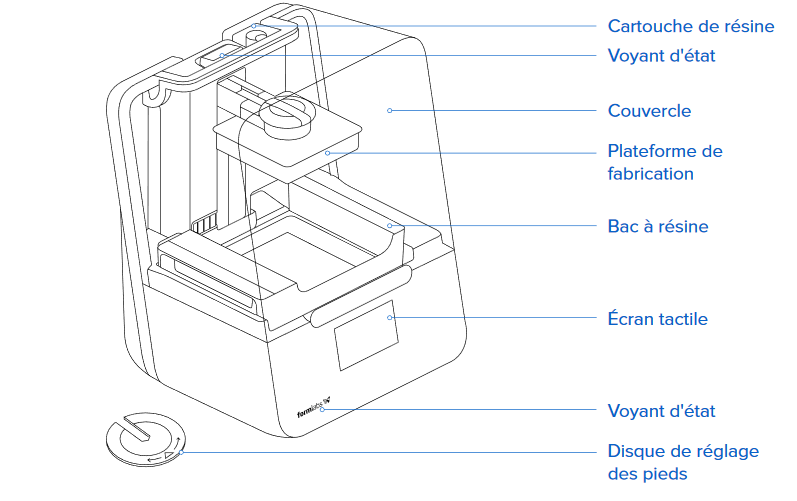 Cartouche de résine
Voyant d'état
Couvercle
Plateforme de
fabrication
Bac à résine
Écran tactile
formlabs
Voyant d'état
Disque de réglage
des pieds